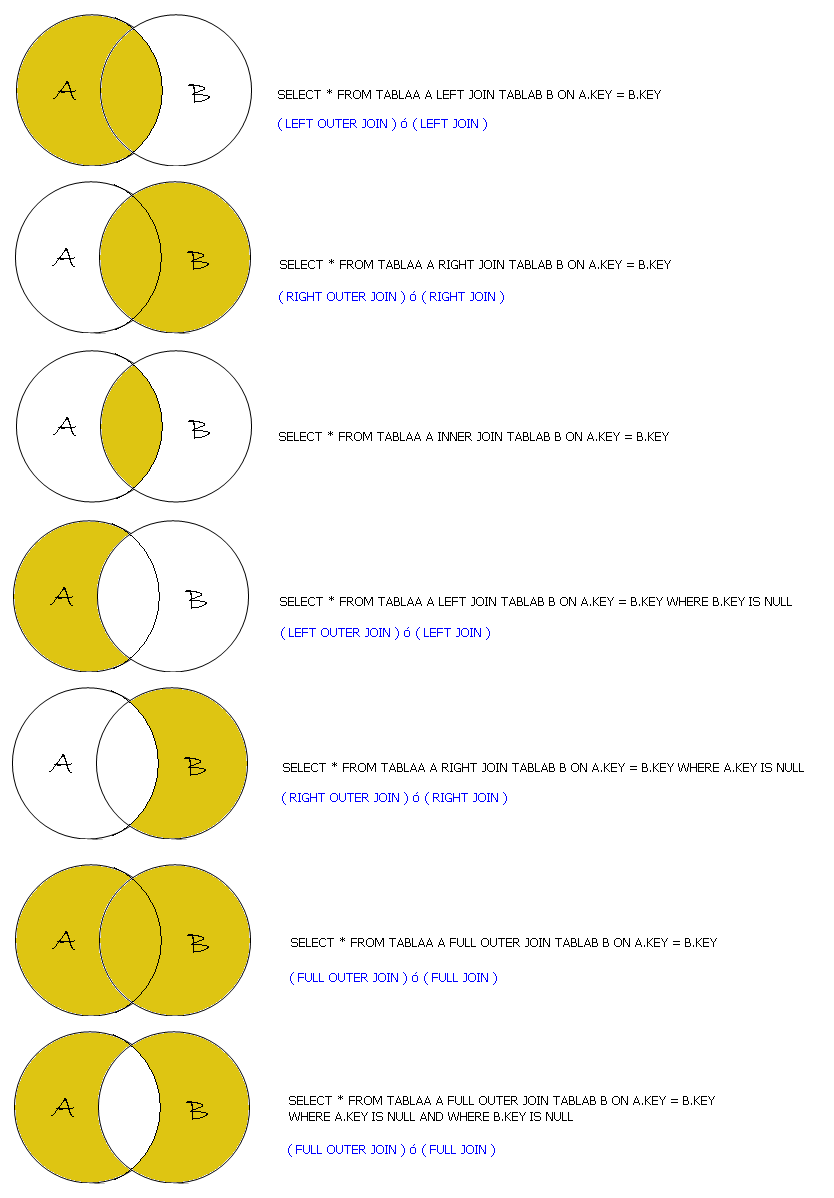 A B
SELECT * FROM TABLAA A LEFT JOIN TABLAB B ON A.KEY = B.KEY
( LEFT OUTER JOIN ) ó ( LEFT JOIN )
A B
SELECT * FROM TABLAA A RIGHT JOIN TABLAB B ON A.KEY = B.KEY
( RIGHT OUTER JOIN ) ó ( RIGHT JOIN )
A B
SELECT * FROM TABLAA A INNER JOIN TABLAB B ON A.KEY = B.KEY
A B
SELECT * FROM TABLAA A LEFT JOIN TABLAB B ON A.KEY = B.KEY WHERE B.KEY IS NULL
( LEFT OUTER JOIN ) ó ( LEFT JOIN )
A B
SELECT * FROM TABLAA A RIGHT JOIN TABLAB B ON A.KEY = B.KEY WHERE A.KEY IS NULL
( RIGHT OUTER JOIN ) ó ( RIGHT JOIN )
A B
SELECT * FROM TABLAA A FULL OUTER JOIN TABLAB B ON A.KEY = B.KEY
( FULL OUTER JOIN ) ó ( FULL JOIN )
A B
SELECT * FROM TABLAA A FULL OUTER JOIN TABLAB B ON A.KEY = B.KEY
WHERE A.KEY IS NULL AND WHERE B.KEY IS NULL
( FULL OUTER JOIN ) ó ( FULL JOIN )